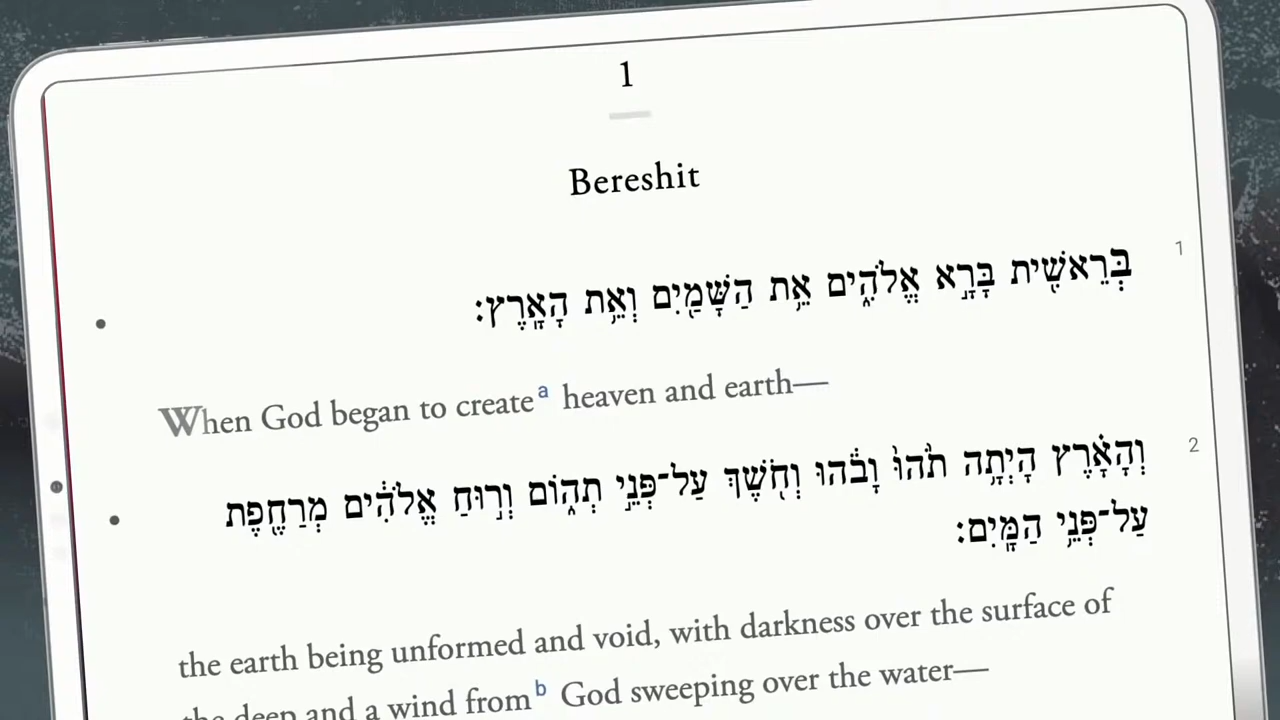 1
Bereshit
1
בְּרֵאשִׁ֖ית בָּרָ֣א אֱלֹהִ֑ים אֵ֥ת הַשָּׁמַ֖יִם וְאֵ֥ת הָאָֽרֶץ׃
When God began to create a heaven and earth—
2
וְהָאָ֗רֶץ הָיְתָ֥ה תֹ֙הוּ֙ וָבֹ֔הוּ וְחֹ֖שֶׁךְ עַל־פְּנֵ֣י תְה֑וֹם וְר֣וּחַ אֱלֹהִ֔ים מְרַחֶ֖פֶת
עַל־פְּנֵ֥י הַמָּֽיִם׃
the earth being unformed and void, with darkness over the surface of
the deep and a wind from b God sweeping over the water—